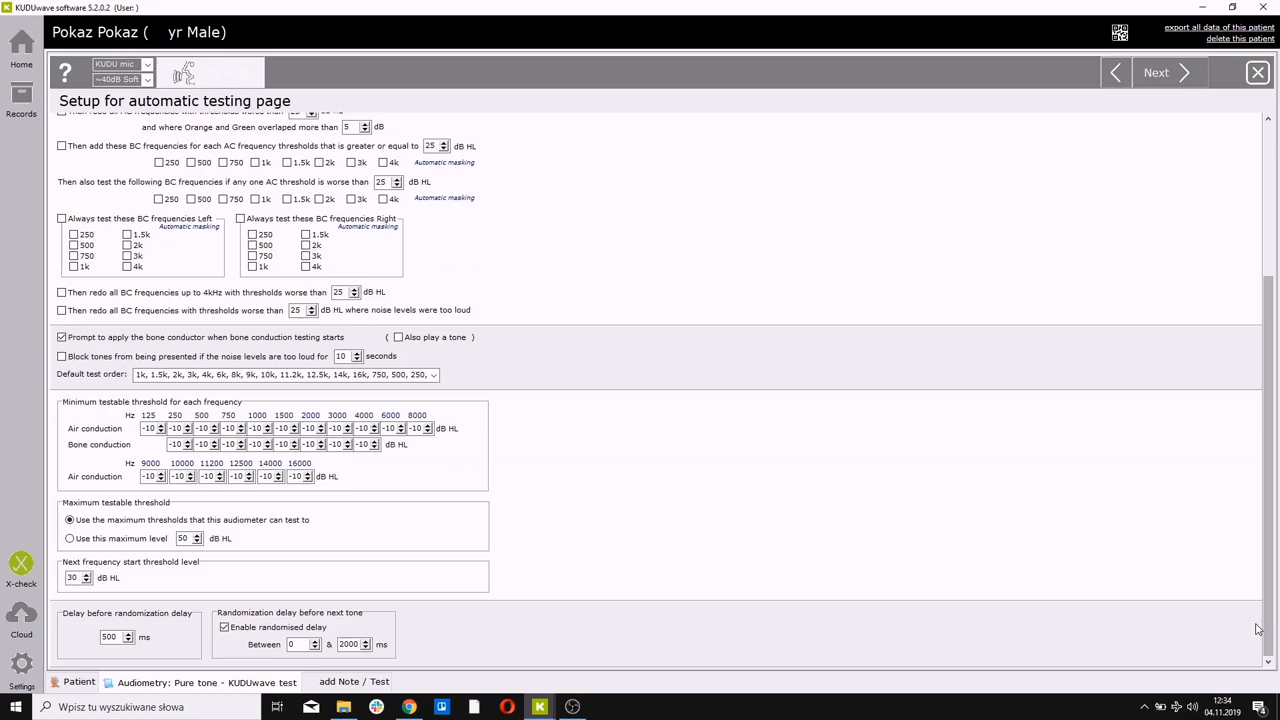 KUDUwave software 5.2.0.2 (BETA)
Pokaz Pokaz ( yr Male)
export all data of this patient
delete this patient
Home
Records
? KUDU mic
~40dB Soft
Next
Setup for automatic testing page
and where Orange and Green overlaped more than 5 dB
Then add these BC frequencies for each AC frequency thresholds that is greater or equal to 25 dB HL
250 500 750 1k 1.5k 2k 3k 4k Automatic masking
Then also test the following BC frequencies if any one AC threshold is worse than 25 dB HL
250 500 750 1k 1.5k 2k 3k 4k Automatic masking
Always test these BC frequencies Left Always test these BC frequencies Right
Automatic masking Automatic masking
250 1.5k 250 1.5k
500 2k 500 2k
750 3k 750 3k
1k 4k 1k 4k
Then redo all BC frequencies up to 4kHz with thresholds worse than 25 dB HL
Then redo all BC frequencies with thresholds worse than 25 dB HL where noise levels were too loud
Prompt to apply the bone conductor when bone conduction testing starts ( Also play a tone )
Block tones from being presented if the noise levels are too loud for 10 seconds
Default test order: 1k, 1.5k, 2k, 3k, 4k, 6k, 8k, 9k, 10k, 11.2k, 12.5k, 14k, 16k, 750, 500, 250,
Minimum testable threshold for each frequency
Hz 125 250 500 750 1000 1500 2000 3000 4000 6000 8000
Air conduction -10 -10 -10 -10 -10 -10 -10 -10 -10 -10 -10 dB HL
Bone conduction -10 -10 -10 -10 -10 -10 -10 -10 dB HL
Hz 9000 10000 11200 12500 14000 16000
Air conduction -10 -10 -10 -10 -10 -10 dB HL
Maximum testable threshold
Use the maximum thresholds that this audiometer can test to
Use this maximum level 50 dB HL
Next frequency start threshold level
30 dB HL
Delay before randomization delay
500 ms
Randomization delay before next tone
Enable randomised delay
Between 0 & 2000 ms
X-check
Cloud
Settings
Patient Audiometry: Pure tone - KUDUwave test add Note / Test
Wpisz tu wyszukiwane słowa
12:34
04.11.2019
4